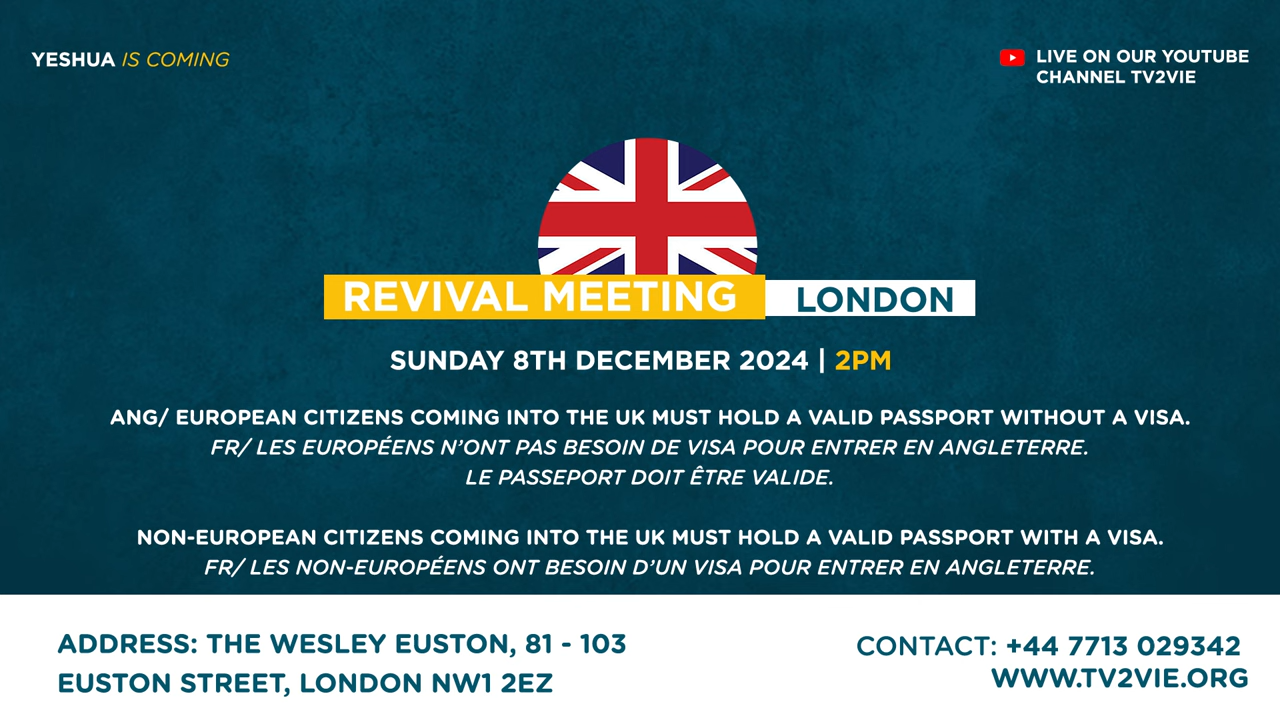 YESHUA IS COMING
LIVE ON OUR YOUTUBE
CHANNEL TV2VIE
REVIVAL MEETING
LONDON
SUNDAY 8TH DECEMBER 2024 | 2PM
ANG/ EUROPEAN CITIZENS COMING INTO THE UK MUST HOLD A VALID PASSPORT WITHOUT A VISA.
FR/ LES EUROPÉENS N’ONT PAS BESOIN DE VISA POUR ENTRER EN ANGLETERRE.
LE PASSEPORT DOIT ÊTRE VALIDE.
NON-EUROPEAN CITIZENS COMING INTO THE UK MUST HOLD A VALID PASSPORT WITH A VISA.
FR/ LES NON-EUROPÉENS ONT BESOIN D’UN VISA POUR ENTRER EN ANGLETERRE.
ADDRESS: THE WESLEY EUSTON, 81 - 103
EUSTON STREET, LONDON NW1 2EZ
CONTACT: +44 7713 029342
WWW.TV2VIE.ORG